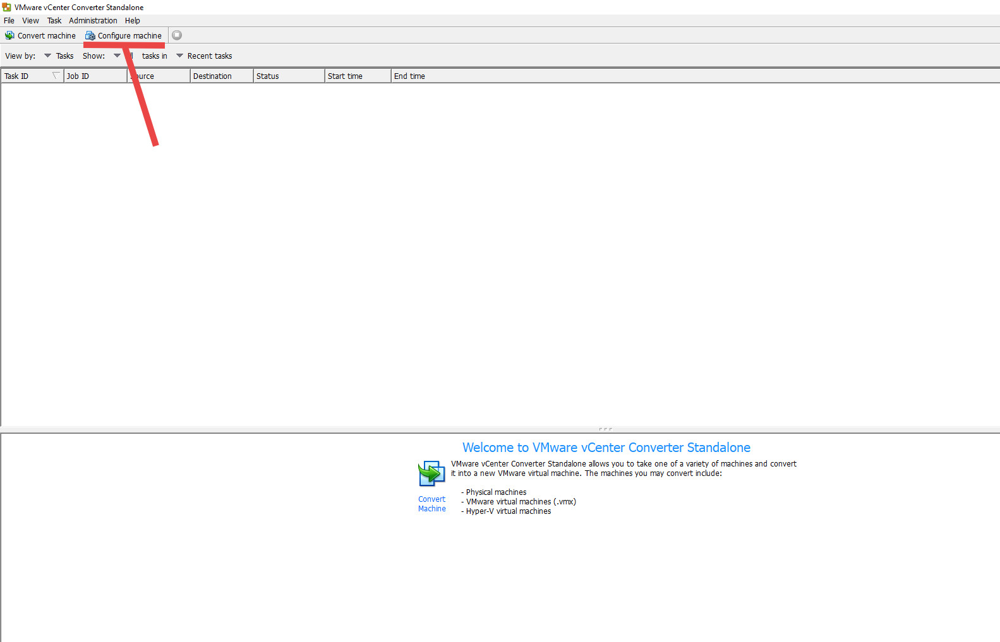 VMware vCenter Converter Standalone
File View Task Administration Help
Convert machine Configure machine
View by: Tasks Show: tasks in Recent tasks
Task ID Job ID Destination Status Start time End time
Welcome to VMware vCenter Converter Standalone
VMware vCenter Converter Standalone allows you to take one of a variety of machines and convert
it into a new VMware virtual machine. The machines you may convert include:
- Physical machines
Convert
- VMware virtual machines (.vmx)
Machine
- Hyper-V virtual machines